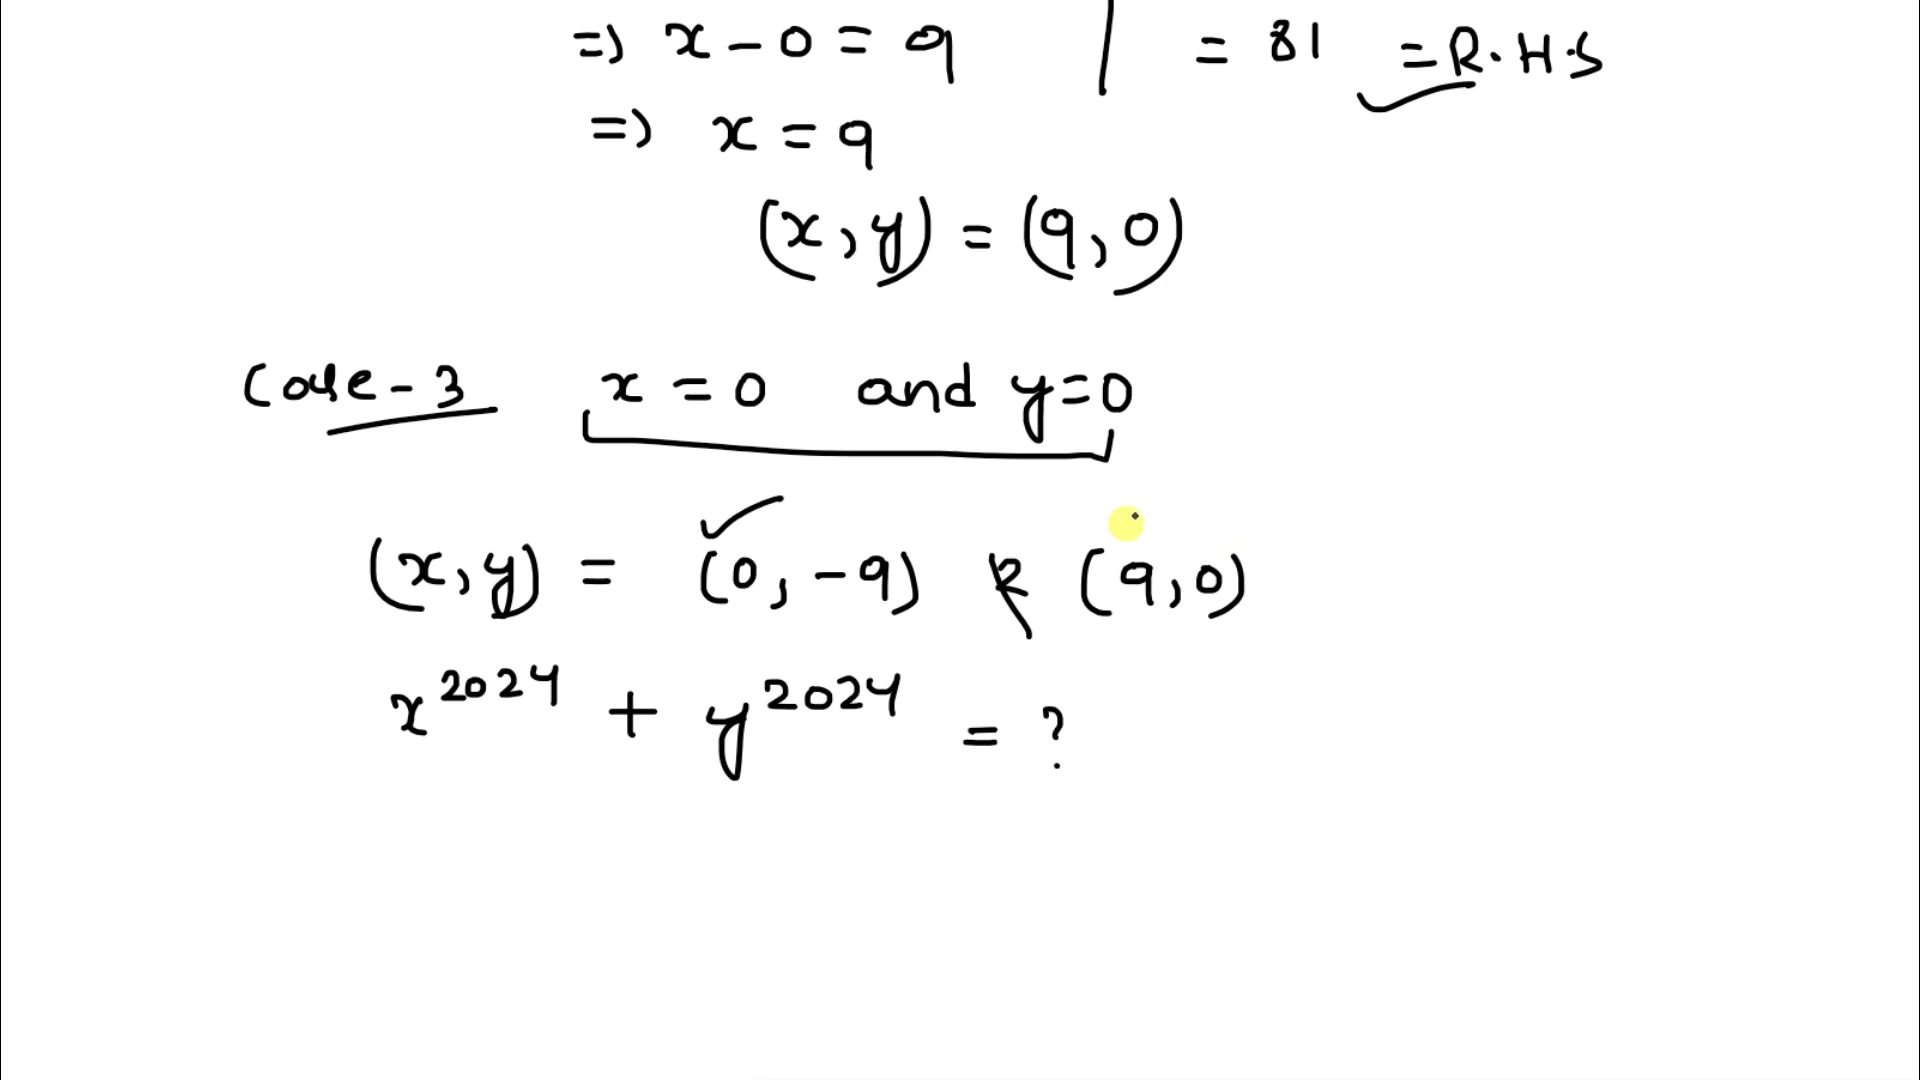 => x - 0 = 9 | = 81 = R.H.S
=> x = 9
(x, y) = (9, 0)
Case-3 x = 0 and y = 0
(x, y) = (0, -9) & (9, 0)
x^2024 + y^2024 = ?